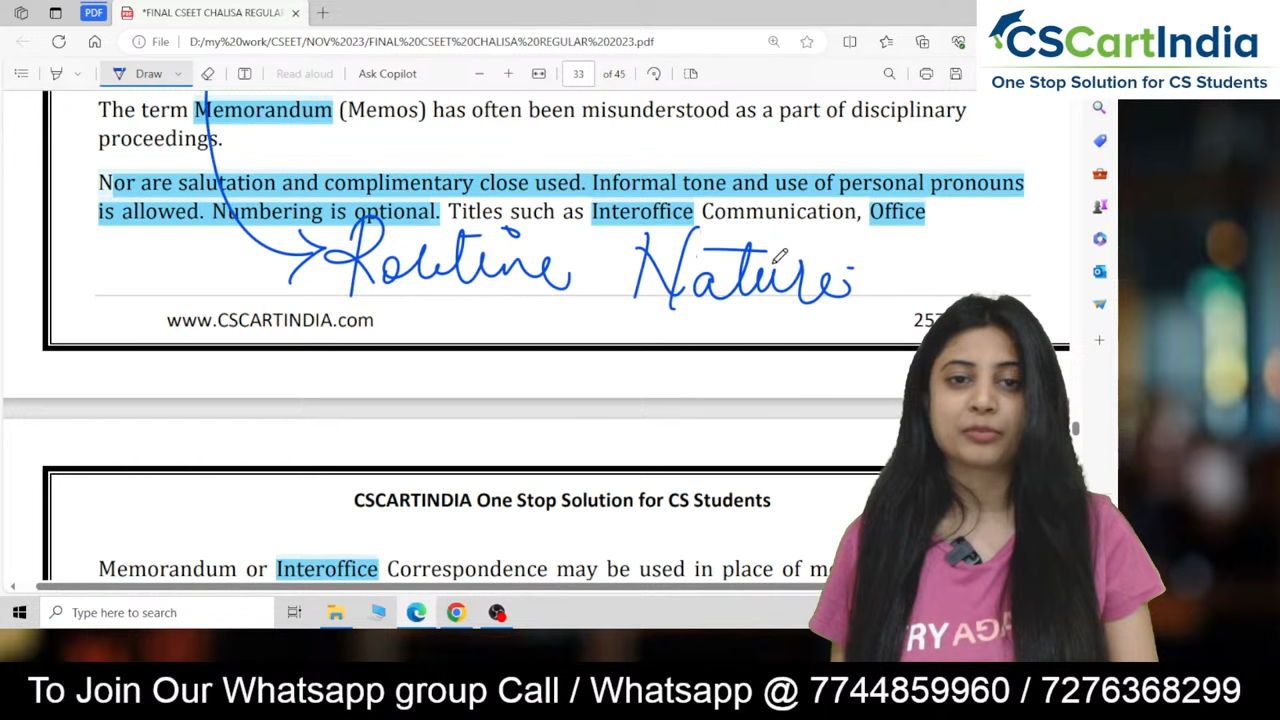 *FINAL CSEET CHALISA REGULAR
PDF
CSCartIndia
One Stop Solution for CS Students
File
D:/my%20work/CSEET/NOV%2023/FINAL%20CSEET%20CHALISA%20REGULAR%202023.pdf
Draw
Read aloud
Ask Copilot
33
of 45
The term Memorandum (Memos) has often been misunderstood as a part of disciplinary
proceedings.
Nor are salutation and complimentary close used. Informal tone and use of personal pronouns
is allowed. Numbering is optional. Titles such as Interoffice Communication, Office
Routine Nature
www.CSCARTINDIA.com
CSCARTINDIA One Stop Solution for CS Students
Memorandum or Interoffice Correspondence may be used in place of
Type here to search
To Join Our Whatsapp group Call / Whatsapp @ 7744859960 / 7276368299